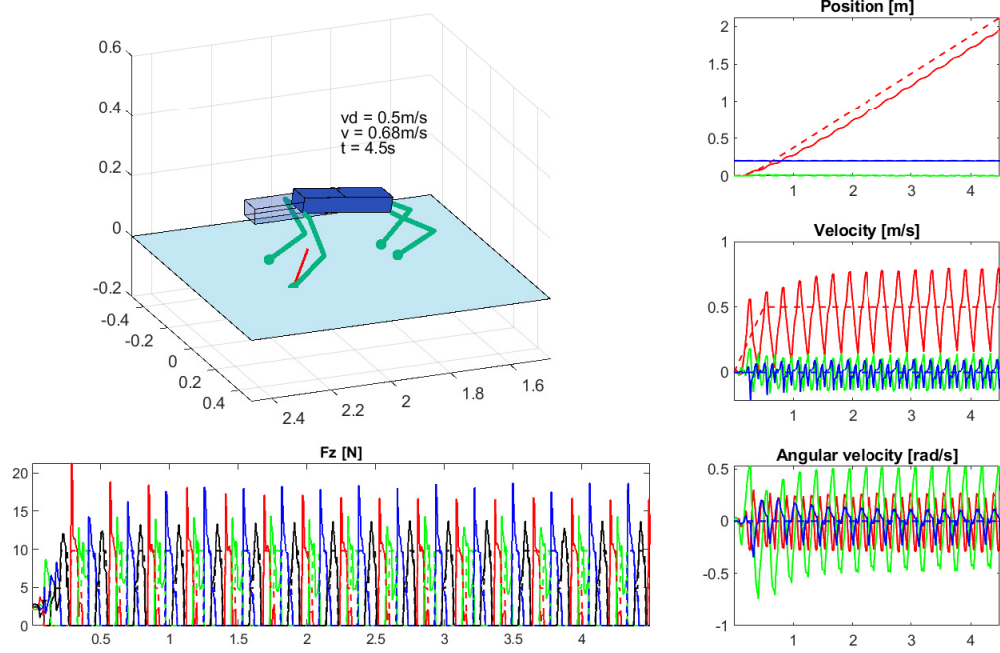 0.6
0.4
0.2
0
-0.2
-0.4
-0.2
0
0.2
0.4
2.4
2.2
2
1.8
1.6
vd = 0.5m/s
v = 0.68m/s
t = 4.5s
Position [m]
2
1.5
1
0.5
0
1 2 3 4
Velocity [m/s]
1
0.5
0
1 2 3 4
Fz [N]
20
15
10
5
0
0.5 1 1.5 2 2.5 3 3.5 4
Angular velocity [rad/s]
0.5
0
-0.5
-1
1 2 3 4